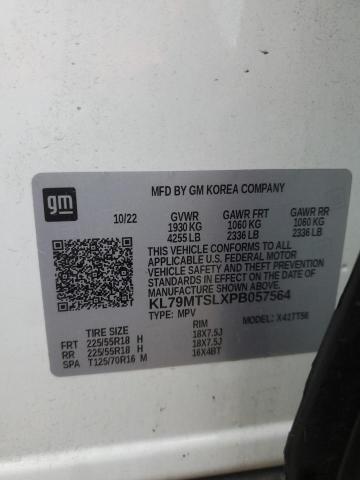 gm
MFD BY GM KOREA COMPANY
10/22 GVWR GAWR FRT GAWR RR
1930 KG 1060 KG 1060 KG
4255 LB 2336 LB 2336 LB
THIS VEHICLE CONFORMS TO ALL
APPLICABLE U.S. FEDERAL MOTOR
VEHICLE SAFETY STANDARDS IN
EFFECT ON THE DATE OF
MANUFACTURE SHOWN ABOVE.
KL79MTSLXPB057564
TYPE: MPV MODEL: X417T56
TIRE SIZE RIM
FRT 225/55R18 H 18X7.5J
RR 225/55R18 H 18X7.5J
SPA T125/70R16 M 16X4BT